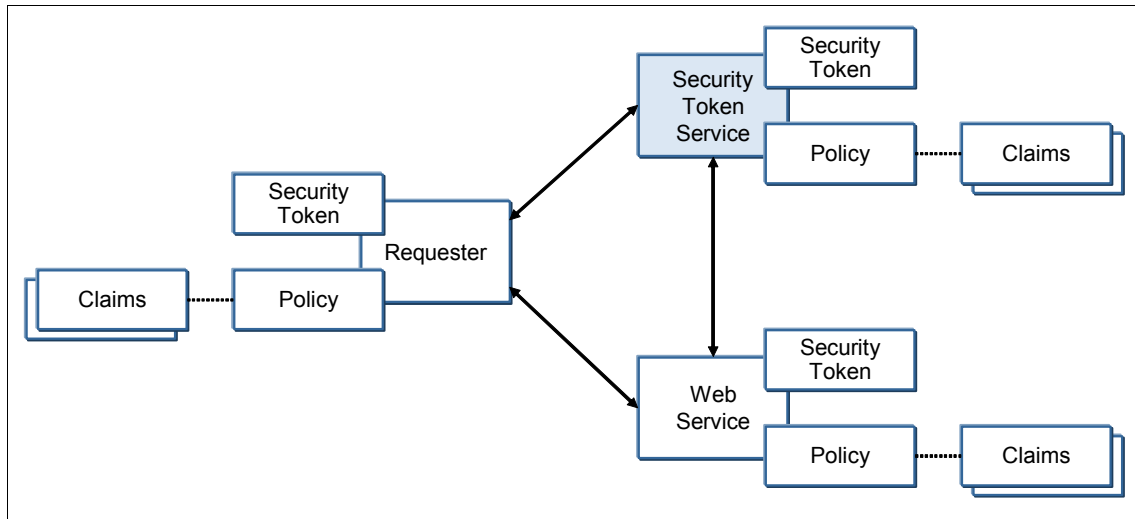 Security
Token
Security
Token
Service
Policy
Claims
Security
Token
Requester
Claims
Policy
Security
Token
Web
Service
Policy
Claims